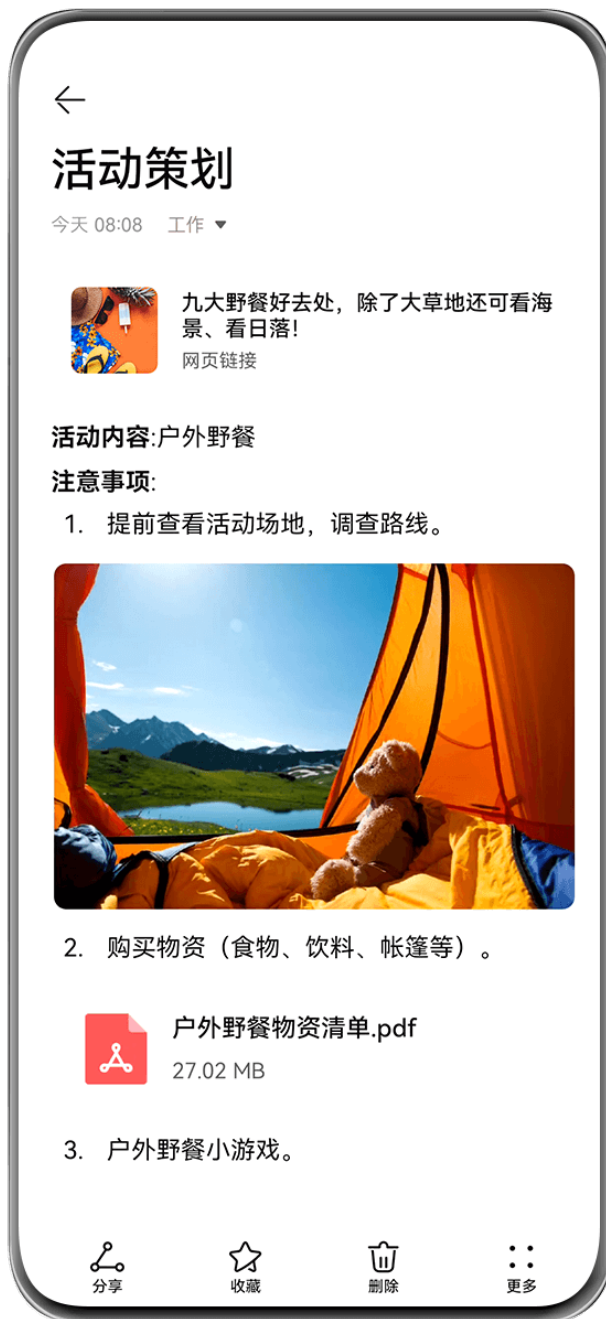 活动策划
今天 08:08 工作
九大野餐好去处，除了大草地还可看海
景、看日落！
网页链接
活动内容:户外野餐
注意事项:
1. 提前查看活动场地，调查路线。
2. 购买物资（食物、饮料、帐篷等）。
户外野餐物资清单.pdf
27.02 MB
3. 户外野餐小游戏。
分享 收藏 删除 更多